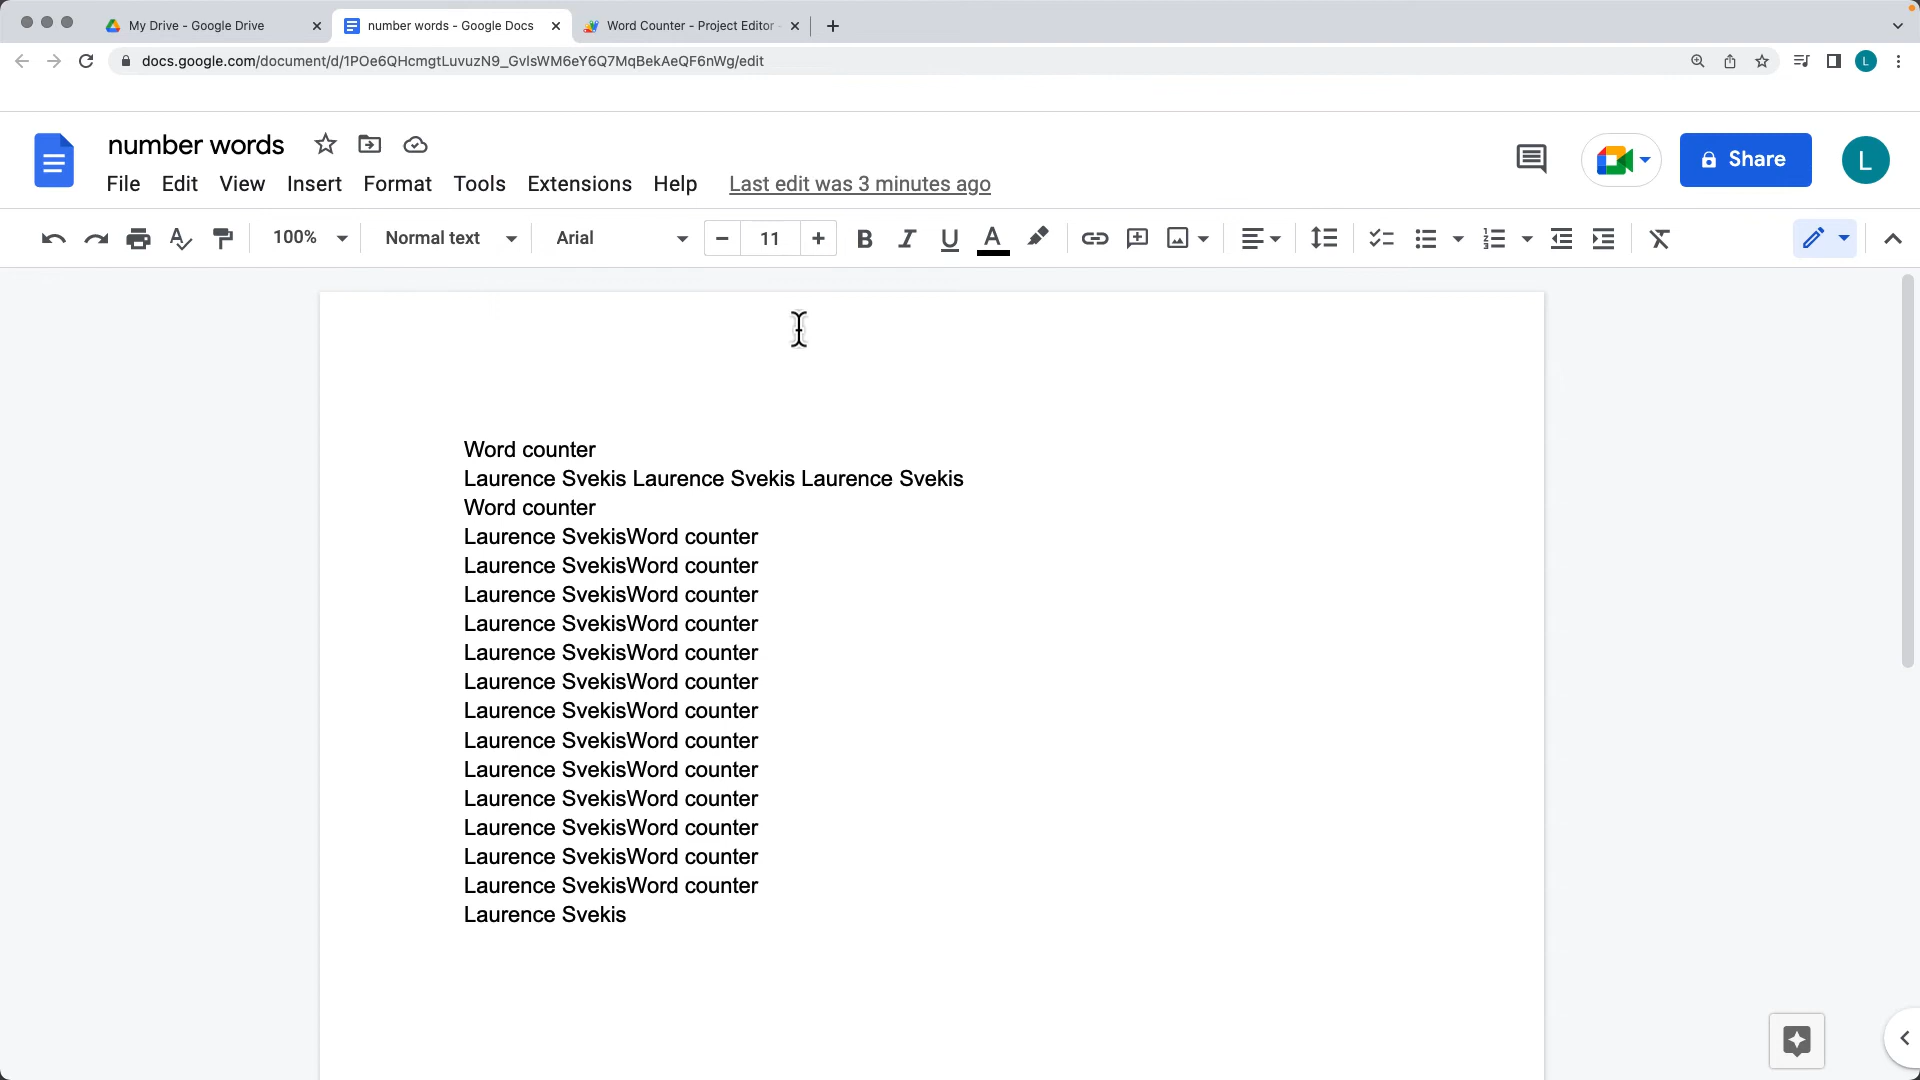 My Drive - Google Drive
number words - Google Docs
Word Counter - Project Editor
docs.google.com/document/d/1POe6QHcmgtLuvuzN9_GvIsWM6eY6Q7MqBekAeQF6nWg/edit
L
number words
Share
L
File Edit View Insert Format Tools Extensions Help Last edit was 3 minutes ago
100% Normal text Arial 11 B I U A
Word counter
Laurence Svekis Laurence Svekis Laurence Svekis
Word counter
Laurence SvekisWord counter
Laurence SvekisWord counter
Laurence SvekisWord counter
Laurence SvekisWord counter
Laurence SvekisWord counter
Laurence SvekisWord counter
Laurence SvekisWord counter
Laurence SvekisWord counter
Laurence SvekisWord counter
Laurence SvekisWord counter
Laurence SvekisWord counter
Laurence SvekisWord counter
Laurence SvekisWord counter
Laurence Svekis